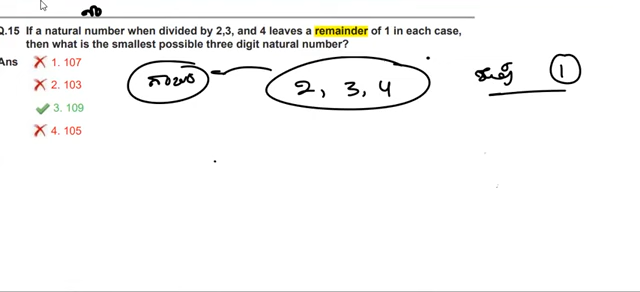 Q.15 If a natural number when divided by 2,3, and 4 leaves a remainder of 1 in each case,
then what is the smallest possible three digit natural number?
Ans 1. 107
2. 103
3. 109
4. 105
2, 3, 4
1